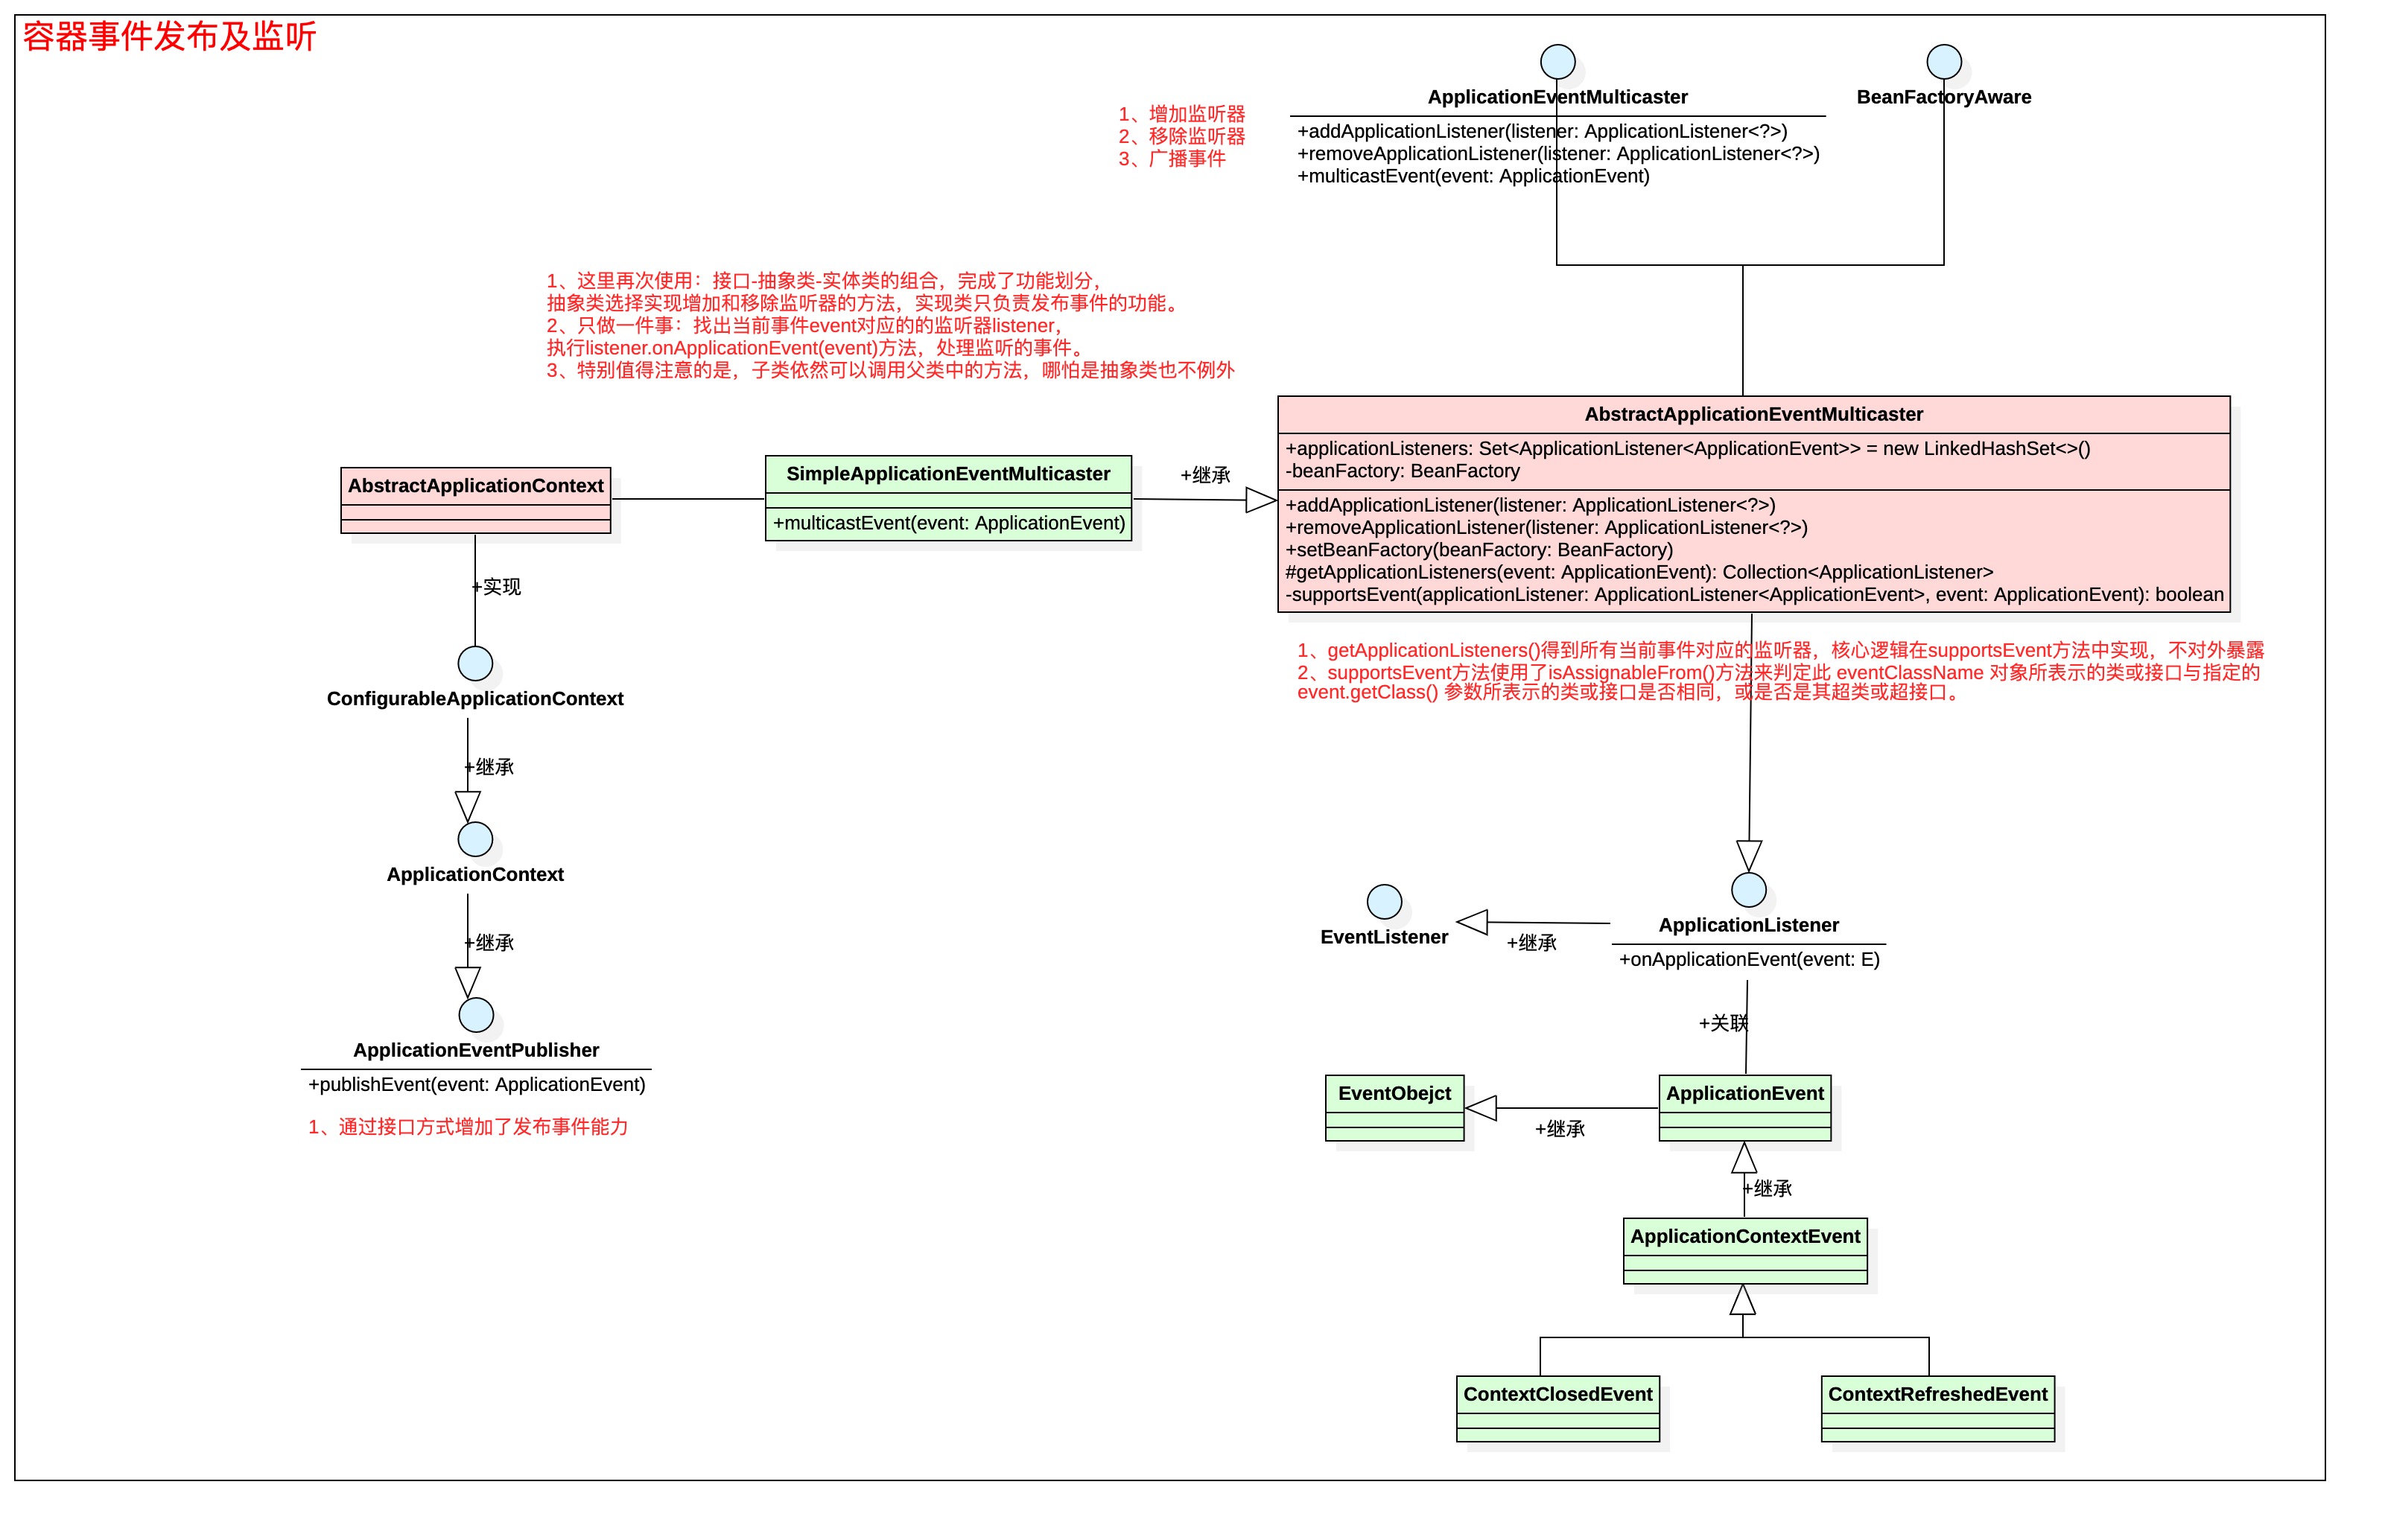 容器事件发布及监听
ApplicationEventMulticaster
BeanFactoryAware
1、增加监听器
2、移除监听器
3、广播事件
+addApplicationListener(listener: ApplicationListener<?>)
+removeApplicationListener(listener: ApplicationListener<?>)
+multicastEvent(event: ApplicationEvent)
1、这里再次使用：接口-抽象类-实体类的组合，完成了功能划分，
抽象类选择实现增加和移除监听器的方法，实现类只负责发布事件的功能。
2、只做一件事：找出当前事件event对应的的监听器listener，
执行listener.onApplicationEvent(event)方法，处理监听的事件。
3、特别值得注意的是，子类依然可以调用父类中的方法，哪怕是抽象类也不例外
AbstractApplicationEventMulticaster
+applicationListeners: Set<ApplicationListener<ApplicationEvent>> = new LinkedHashSet<>()
-beanFactory: BeanFactory
+addApplicationListener(listener: ApplicationListener<?>)
+removeApplicationListener(listener: ApplicationListener<?>)
+setBeanFactory(beanFactory: BeanFactory)
#getApplicationListeners(event: ApplicationEvent): Collection<ApplicationListener>
-supportsEvent(applicationListener: ApplicationListener<ApplicationEvent>, event: ApplicationEvent): boolean
AbstractApplicationContext
SimpleApplicationEventMulticaster
+multicastEvent(event: ApplicationEvent)
+继承
+实现
ConfigurableApplicationContext
+继承
ApplicationContext
+继承
ApplicationEventPublisher
+publishEvent(event: ApplicationEvent)
1、通过接口方式增加了发布事件能力
1、getApplicationListeners()得到所有当前事件对应的监听器，核心逻辑在supportsEvent方法中实现，不对外暴露
2、supportsEvent方法使用了isAssignableFrom()方法来判定此 eventClassName 对象所表示的类或接口与指定的
event.getClass() 参数所表示的类或接口是否相同，或是否是其超类或超接口。
EventListener
+继承
ApplicationListener
+onApplicationEvent(event: E)
+关联
EventObejct
+继承
ApplicationEvent
+继承
ApplicationContextEvent
ContextClosedEvent
ContextRefreshedEvent